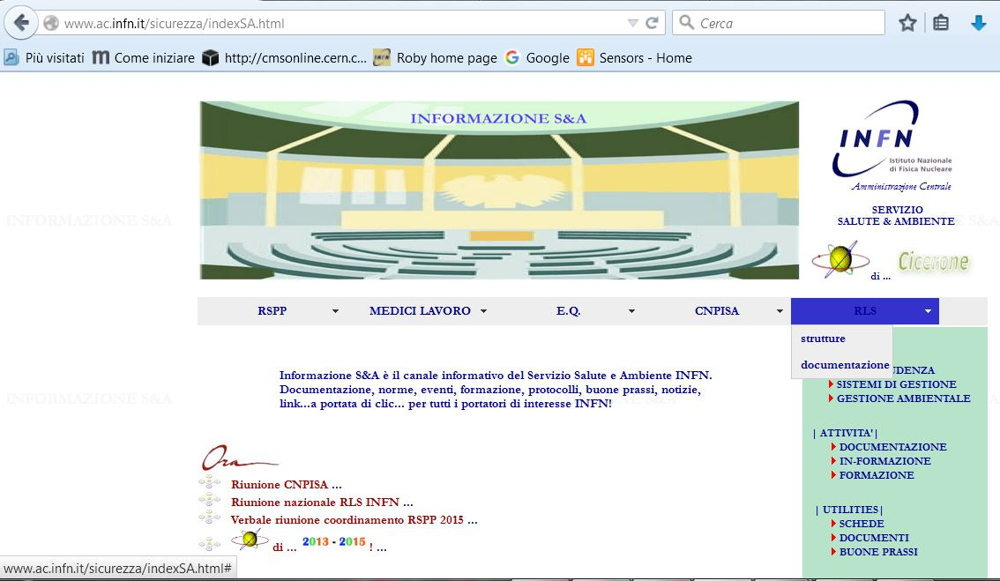 www.ac.infn.it/sicurezza/indexSA.html
Cerca
Più visitati
Come iniziare
http://cmsonline.cern.c...
Roby home page
Google
Sensors - Home
INFORMAZIONE S&A
INFN
Istituto Nazionale
di Fisica Nucleare
Amministrazione Centrale
SERVIZIO
SALUTE & AMBIENTE
INFORMAZIONE S&A
E S&A
di ...
Cicerone
RSPP
MEDICI LAVORO
E.Q.
CNPISA
RLS
strutture
documentazione
UDENZA
SISTEMI DI GESTIONE
GESTIONE AMBIENTALE
Informazione S&A è il canale informativo del Servizio Salute e Ambiente INFN.
Documentazione, norme, eventi, formazione, protocolli, buone prassi, notizie,
link...a portata di clic... per tutti i portatori di interesse INFN!
INFORMAZIONE S&A
| ATTIVITA'|
DOCUMENTAZIONE
IN-FORMAZIONE
FORMAZIONE
Ora
Riunione CNPISA ...
Riunione nazionale RLS INFN ...
Verbale riunione coordinamento RSPP 2015 ...
di ... 2013 - 2015 ! ...
| UTILITIES|
SCHEDE
DOCUMENTI
BUONE PRASSI
www.ac.infn.it/sicurezza/indexSA.html#